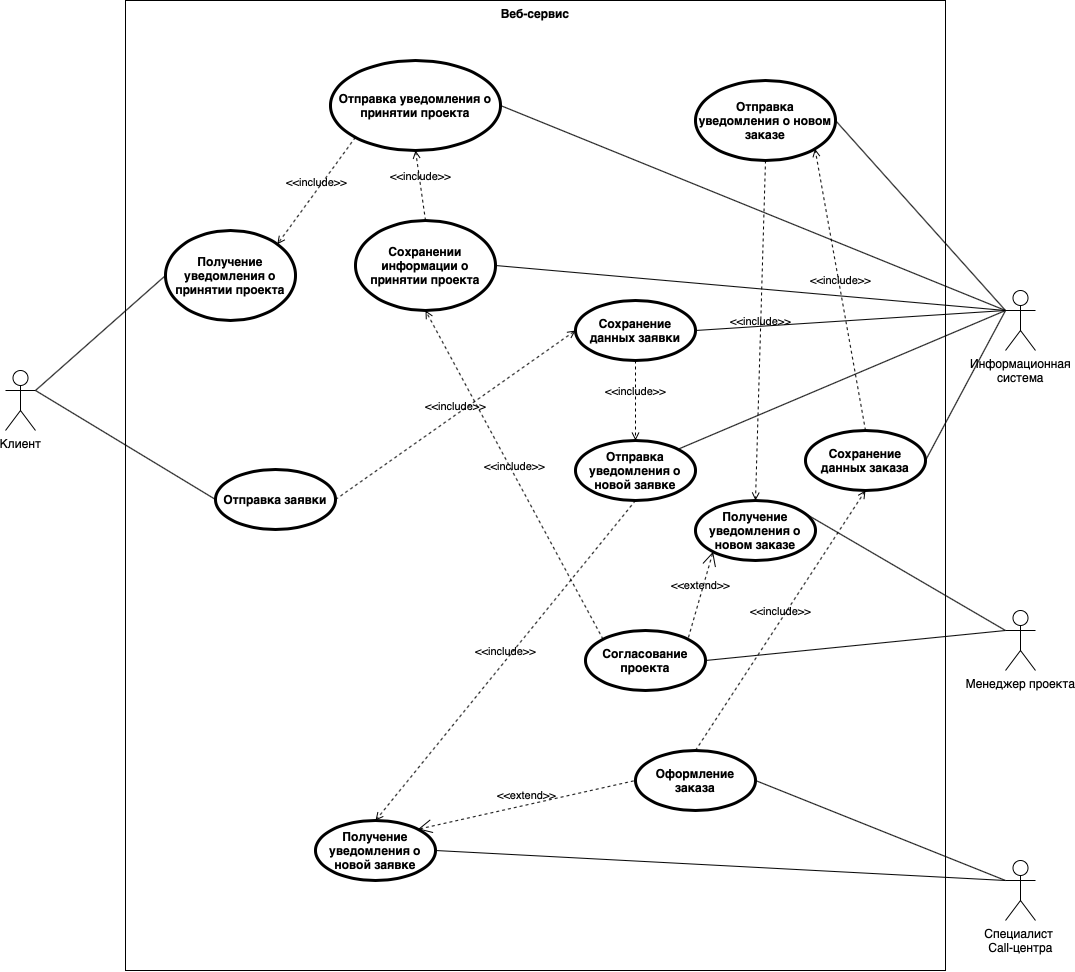 Веб-сервис
Отправка уведомления о
принятии проекта
Отправка
уведомления о новом
заказе
<<include>>
<<include>>
Получение
уведомления о
принятии проекта
Сохранении
информации о
принятии проекта
<<include>>
Сохранение
данных заявки
<<include>>
Информационная
система
<<include>>
<<include>>
Клиент
Отправка
уведомления о
новой заявке
Сохранение
данных заказа
<<include>>
Отправка заявки
Получение
уведомления о
новом заказе
<<extend>>
<<include>>
<<include>>
Согласование
проекта
Менеджер проекта
Оформление
заказа
<<extend>>
Получение
уведомления о
новой заявке
Специалист
Call-центра